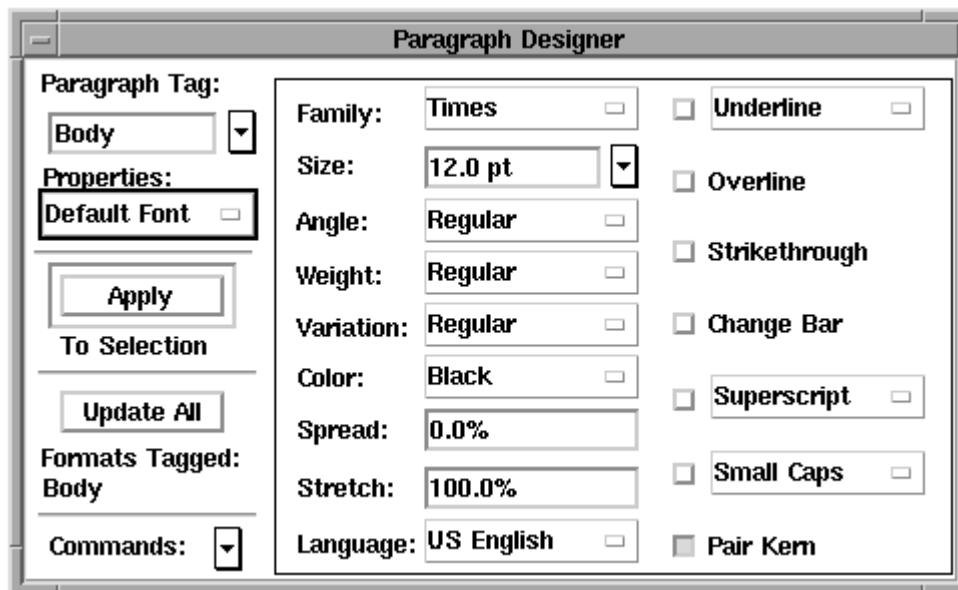 Paragraph Designer
Paragraph Tag:
Body
Properties:
Default Font
Apply
To Selection
Update All
Formats Tagged:
Body
Commands:
Family: Times
Size: 12.0 pt
Angle: Regular
Weight: Regular
Variation: Regular
Color: Black
Spread: 0.0%
Stretch: 100.0%
Language: US English
Underline
Overline
Strikethrough
Change Bar
Superscript
Small Caps
Pair Kern